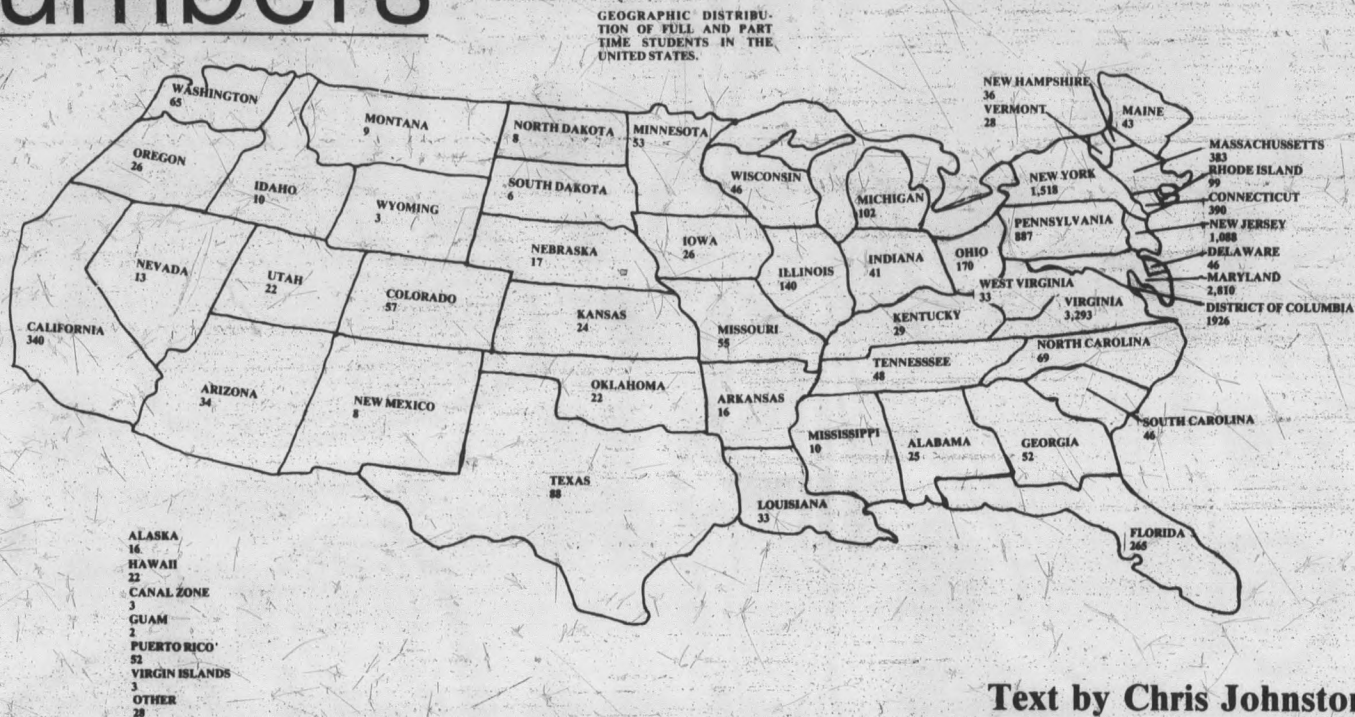 GEOGRAPHIC DISTRIBU-
TION OF FULL AND PART
TIME STUDENTS IN THE
UNITED STATES.
WASHINGTON
65
OREGON
26
CALIFORNIA
340
NEVADA
13
IDAHO
10
MONTANA
9
WYOMING
3
UTAH
22
COLORADO
57
ARIZONA
34
NEW MEXICO
8
NORTH DAKOTA
8
SOUTH DAKOTA
6
NEBRASKA
17
KANSAS
24
OKLAHOMA
22
TEXAS
88
MINNESOTA
53
IOWA
26
MISSOURI
55
ARKANSAS
16
LOUISIANA
33
WISCONSIN
46
ILLINOIS
140
MICHIGAN
102
INDIANA
41
OHIO
170
KENTUCKY
29
TENNESSSEE
48
MISSISSIPPI
10
ALABAMA
25
GEORGIA
52
FLORIDA
265
SOUTH CAROLINA
46
NORTH CAROLINA
69
VIRGINIA
3,293
WEST VIRGINIA
33
PENNSYLVANIA
887
NEW YORK
1,518
NEW HAMPSHIRE
36
VERMONT
28
MAINE
43
MASSACHUSSETTS
383
RHODE ISLAND
99
CONNECTICUT
390
NEW JERSEY
1,088
DELAWARE
46
MARYLAND
2,810
DISTRICT OF COLUMBIA
1926
ALASKA
16
HAWAII
22
CANAL ZONE
3
GUAM
2
PUERTO RICO
52
VIRGIN ISLANDS
3
OTHER
28
Text by Chris Johnston